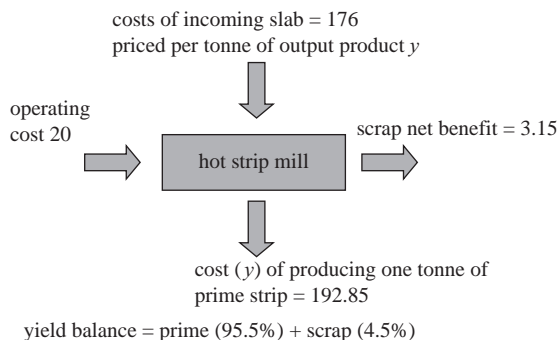 costs of incoming slab = 176
priced per tonne of output product y
operating
cost 20
scrap net benefit = 3.15
hot strip mill
cost (y) of producing one tonne of
prime strip = 192.85
yield balance = prime (95.5%) + scrap (4.5%)